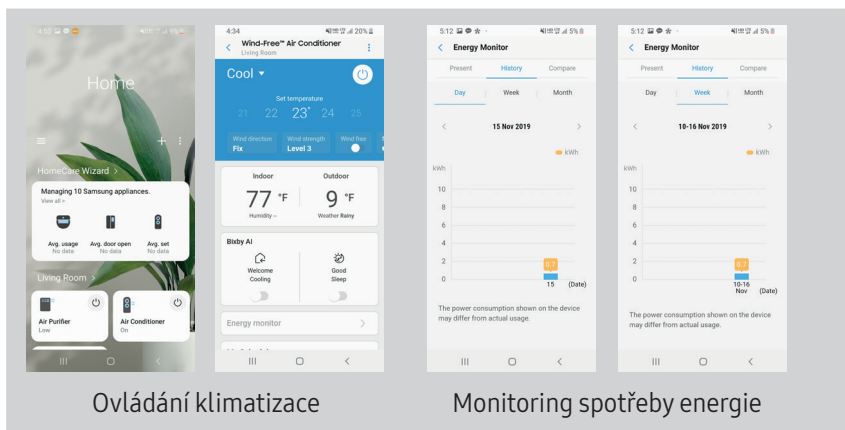 4:53
5%
Home
HomeCare Wizard >
Managing 10 Samsung appliances.
View all >
Avg. usage
No data
Avg. door open
No data
Avg. set
No data
Living Room >
Air Purifier
Low
Air Conditioner
On
4:34
20%
Wind-Free™ Air Conditioner
Living Room
Cool
Set temperature
21 22 23° 24 25
Wind direction
Fix
Wind strength
Level 3
Wind free
Indoor
77 °F
Humidity –
Outdoor
9 °F
Weather Rainy
Bixby AI
Welcome
Cooling
Good
Sleep
Energy monitor
Ovládání klimatizace
5:12
5%
Energy Monitor
Present History Compare
Day Week Month
15 Nov 2019
kWh
kWh
10
8
6
4
2
0
0.7
15 (Date)
The power consumption shown on the device
may differ from actual usage.
5:12
5%
Energy Monitor
Present History Compare
Day Week Month
10-16 Nov 2019
kWh
kWh
10
8
6
4
2
0
0.7
10-16
Nov (Date)
The power consumption shown on the device
may differ from actual usage.
Monitoring spotřeby energie